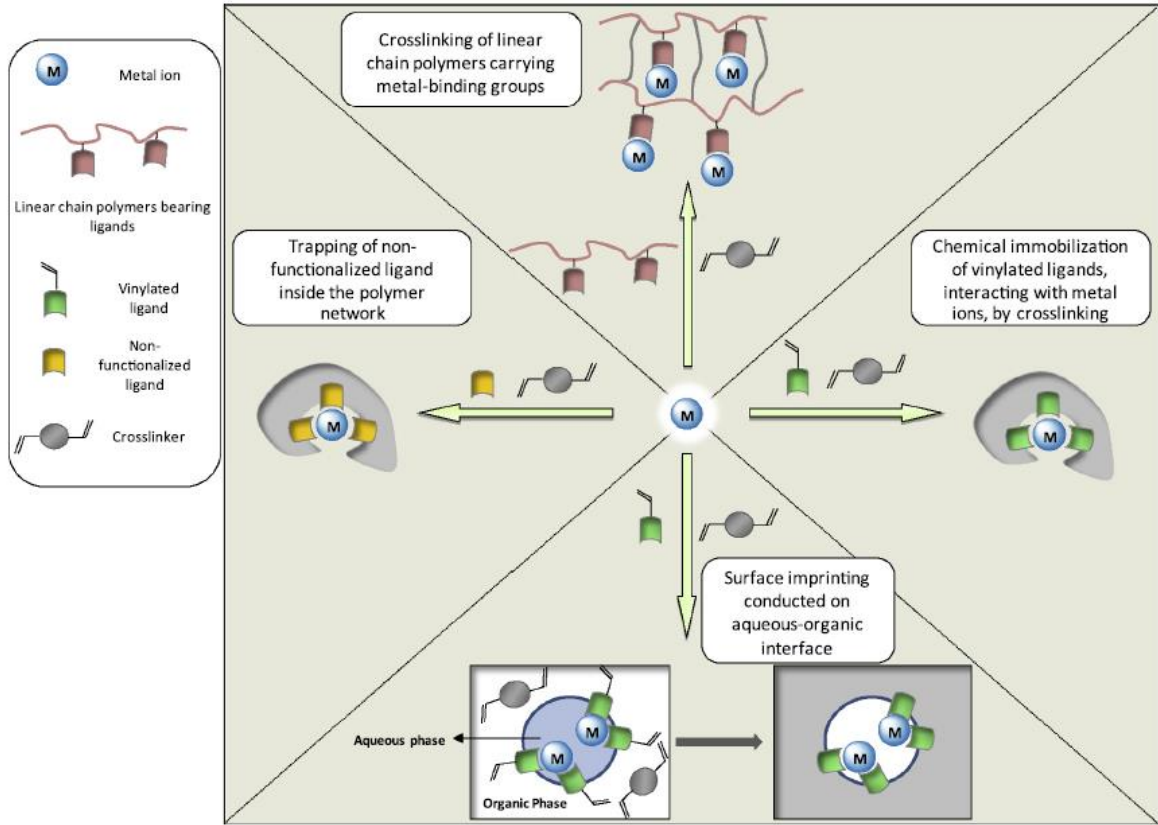 M
Metal ion
Linear chain polymers bearing
ligands
Vinylated
ligand
Non-
functionalized
ligand
Crosslinker
Crosslinking of linear
chain polymers carrying
metal-binding groups
M
M
M
M
Trapping of non-
functionalized ligand
inside the polymer
network
Chemical immobilization
of vinylated ligands,
interacting with metal
ions, by crosslinking
M
M
M
Surface imprinting
conducted on
aqueous-organic
interface
Aqueous phase
M
M
Organic Phase
M
M